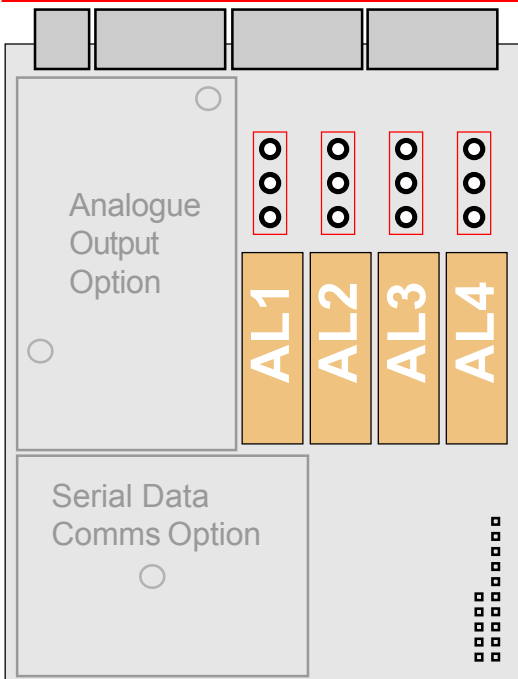 Analogue
Output
Option
AL1
AL2
AL3
AL4
Serial Data
Comms Option